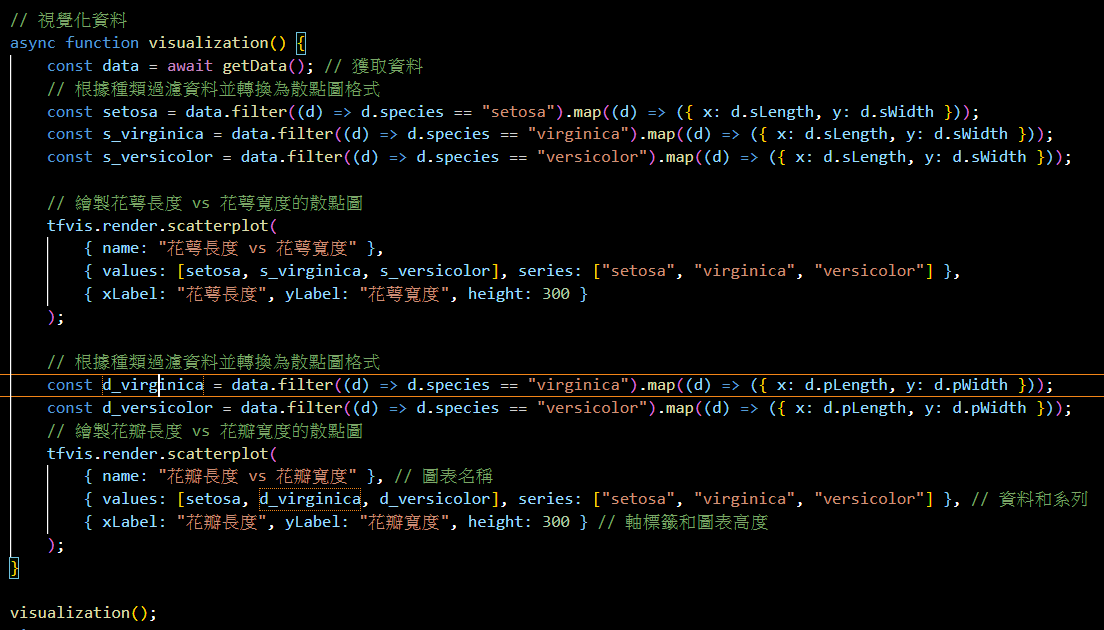 // 視覺化資料
async function visualization() {
    const data = await getData(); // 獲取資料
    // 根據種類過濾資料並轉換為散點圖格式
    const setosa = data.filter((d) => d.species == "setosa").map((d) => ({ x: d.sLength, y: d.sWidth }));
    const s_virginica = data.filter((d) => d.species == "virginica").map((d) => ({ x: d.sLength, y: d.sWidth }));
    const s_versicolor = data.filter((d) => d.species == "versicolor").map((d) => ({ x: d.sLength, y: d.sWidth }));

    // 繪製花萼長度 vs 花萼寬度的散點圖
    tfvis.render.scatterplot(
        { name: "花萼長度 vs 花萼寬度" },
        { values: [setosa, s_virginica, s_versicolor], series: ["setosa", "virginica", "versicolor"] },
        { xLabel: "花萼長度", yLabel: "花萼寬度", height: 300 }
    );

    // 根據種類過濾資料並轉換為散點圖格式
    const d_virginica = data.filter((d) => d.species == "virginica").map((d) => ({ x: d.pLength, y: d.pWidth }));
    const d_versicolor = data.filter((d) => d.species == "versicolor").map((d) => ({ x: d.pLength, y: d.pWidth }));
    // 繪製花瓣長度 vs 花瓣寬度的散點圖
    tfvis.render.scatterplot(
        { name: "花瓣長度 vs 花瓣寬度" }, // 圖表名稱
        { values: [setosa, d_virginica, d_versicolor], series: ["setosa", "virginica", "versicolor"] }, // 資料和系列
        { xLabel: "花瓣長度", yLabel: "花瓣寬度", height: 300 } // 軸標籤和圖表高度
    );
}

visualization();